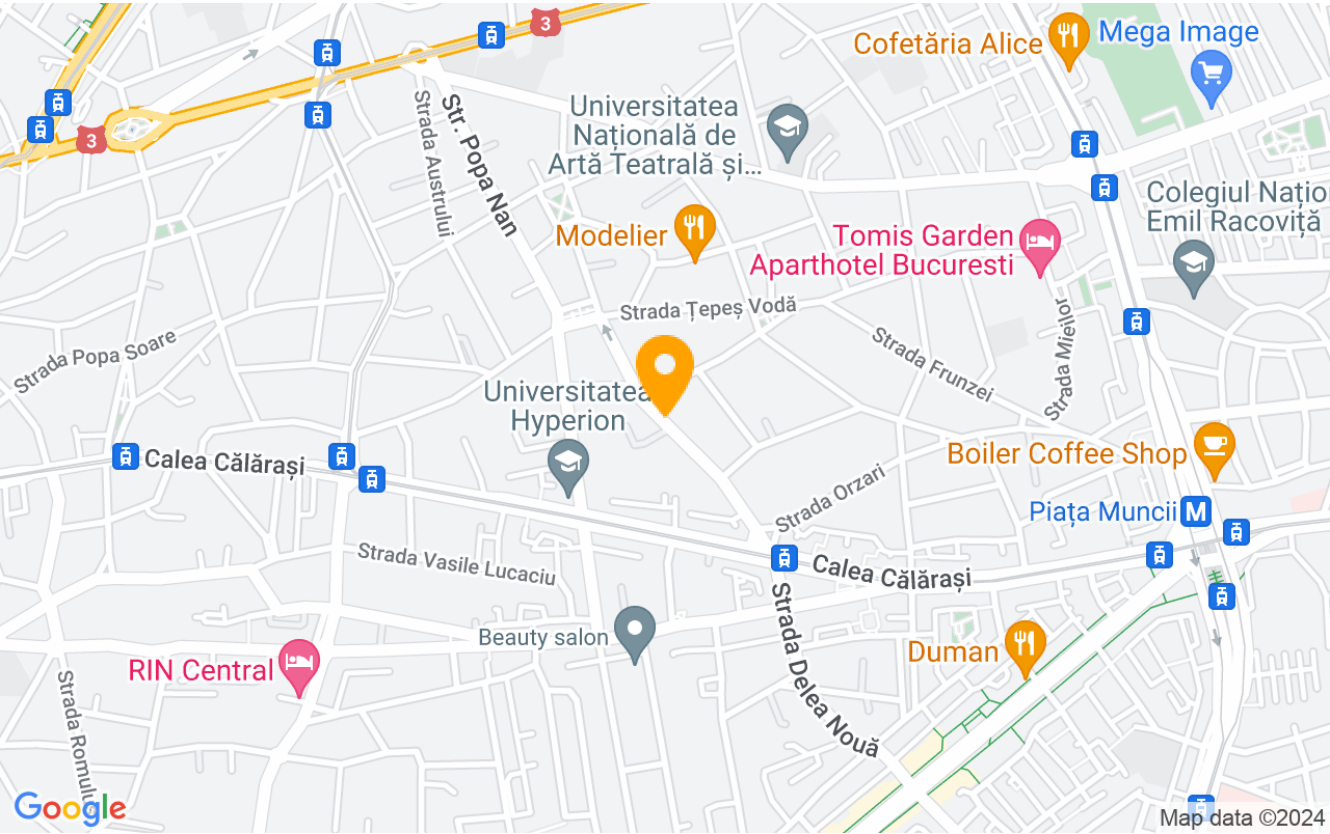 3
Cofetăria Alice
Mega Image
Strada Austrului
Str. Popa Nan
Universitatea
Națională de
Artă Teatrală și...
3
Colegiul Națio
Emil Racoviță
Modelier
Tomis Garden
Aparthotel Bucuresti
Strada Țepeș Vodă
Strada Popa Soare
Strada Frunzei
Strada Mieilor
Universitatea
Hyperion
Calea Călărași
Boiler Coffee Shop
Strada Orzari
Piața Muncii M
Strada Vasile Lucaciu
Calea Călărași
Beauty salon
Strada Delea Nouă
Duman
RIN Central
Strada Romulus
Google
Map data ©2024